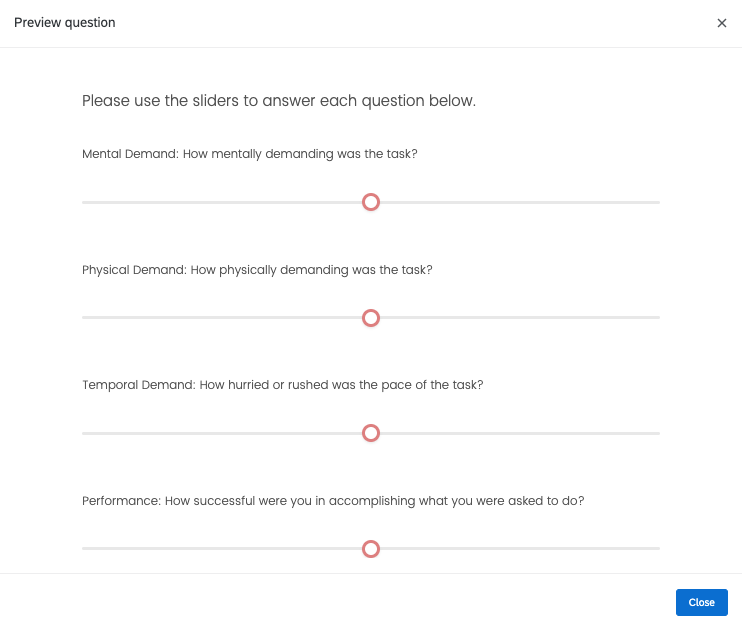 Preview question
Please use the sliders to answer each question below.
Mental Demand: How mentally demanding was the task?
Physical Demand: How physically demanding was the task?
Temporal Demand: How hurried or rushed was the pace of the task?
Performance: How successful were you in accomplishing what you were asked to do?
Close